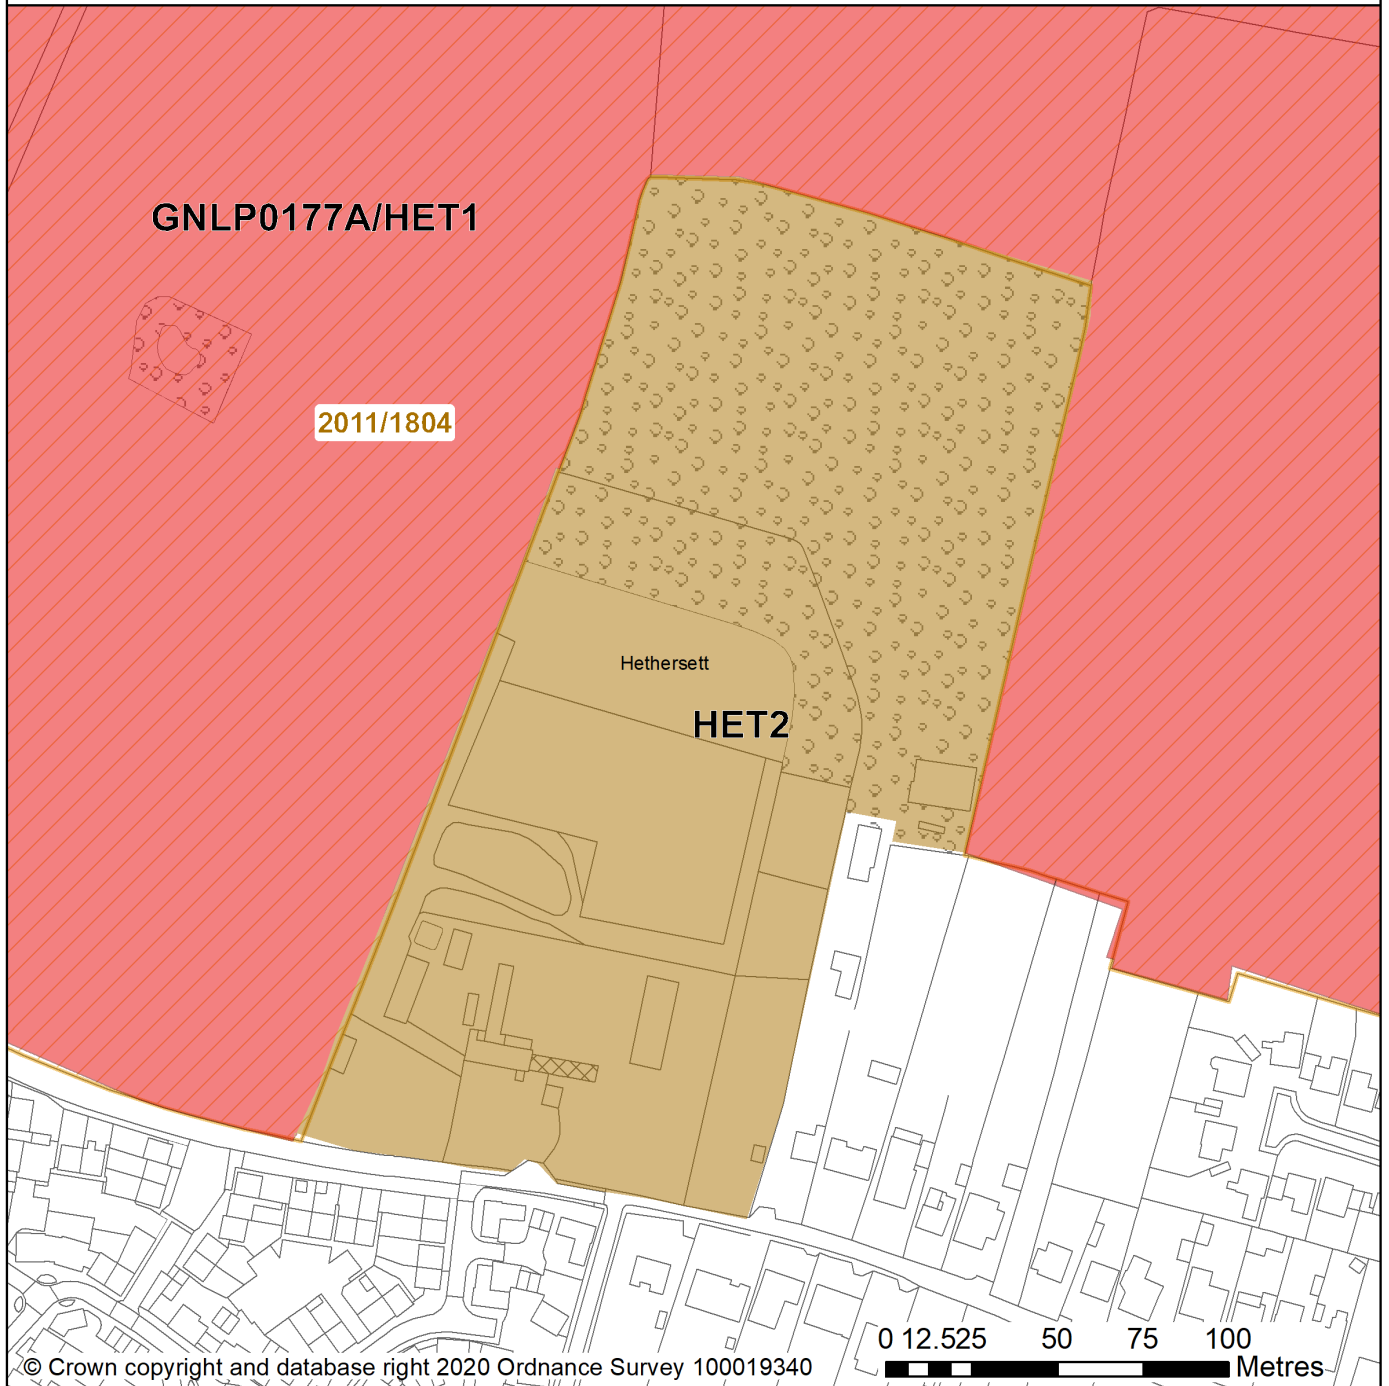 GNLP0177A/HET1
2011/1804
Hethersett
HET2
0 12.525 50 75 100
Metres
© Crown copyright and database right 2020 Ordnance Survey 100019340